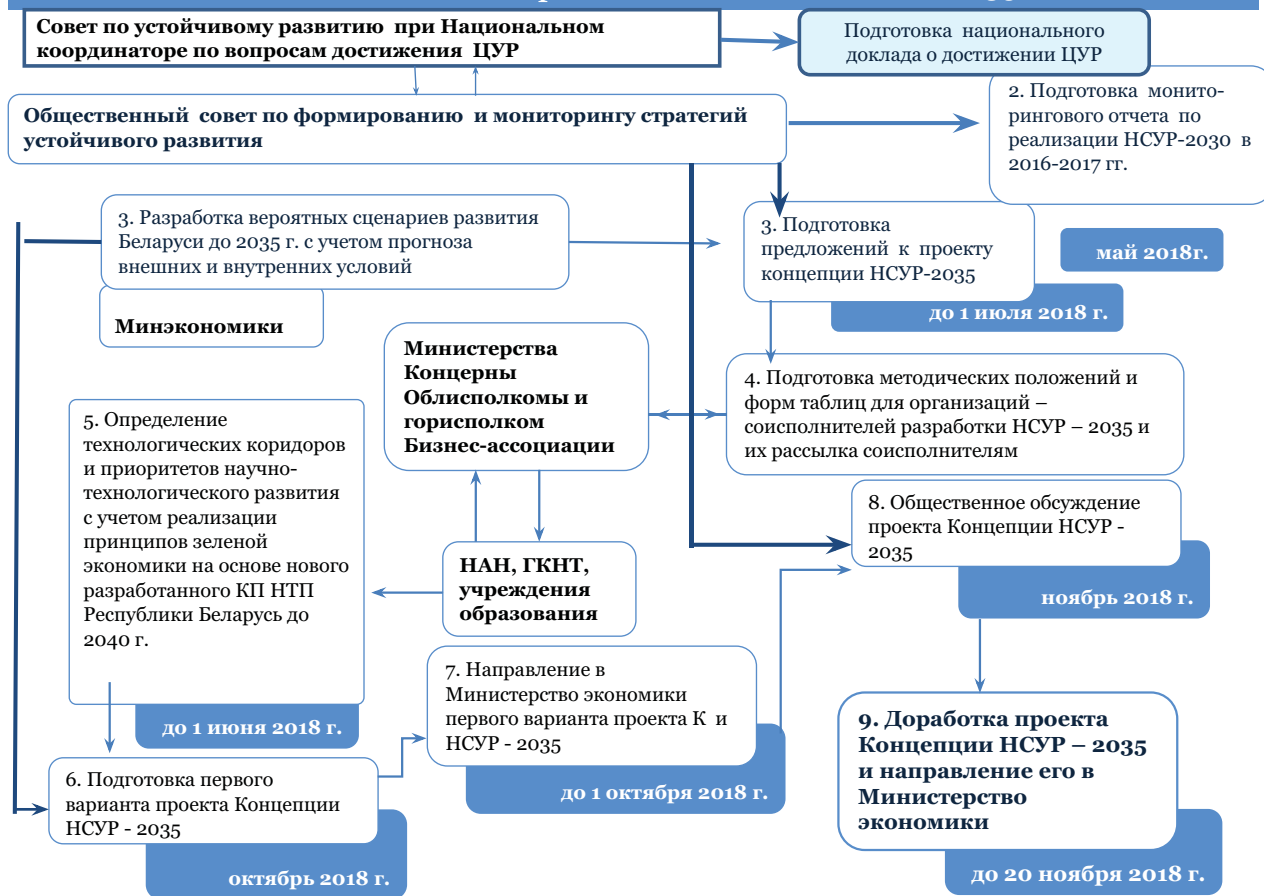 Совет по устойчивому развитию при Национальном
координаторе по вопросам достижения ЦУР
Подготовка национального
доклада о достижении ЦУР
Общественный совет по формированию и мониторингу стратегий
устойчивого развития
2. Подготовка монито-
рингового отчета по
реализации НСУР-2030 в
2016-2017 гг.
3. Разработка вероятных сценариев развития
Беларуси до 2035 г. с учетом прогноза
внешних и внутренних условий
3. Подготовка
предложений к проекту
концепции НСУР-2035
май 2018г.
до 1 июля 2018 г.
Минэкономики
Министерства
Концерны
Облисполкомы и
горисполком
Бизнес-ассоциации
4. Подготовка методических положений и
форм таблиц для организаций –
соисполнителей разработки НСУР – 2035 и
их рассылка соисполнителям
5. Определение
технологических коридоров
и приоритетов научно-
технологического развития
с учетом реализации
принципов зеленой
экономики на основе нового
разработанного КП НТП
Республики Беларусь до
2040 г.
до 1 июня 2018 г.
НАН, ГКНТ,
учреждения
образования
8. Общественное обсуждение
проекта Концепции НСУР -
2035
ноябрь 2018 г.
7. Направление в
Министерство экономики
первого варианта проекта К и
НСУР - 2035
до 1 октября 2018 г.
6. Подготовка первого
варианта проекта Концепции
НСУР - 2035
октябрь 2018 г.
9. Доработка проекта
Концепции НСУР – 2035
и направление его в
Министерство
экономики
до 20 ноября 2018 г.